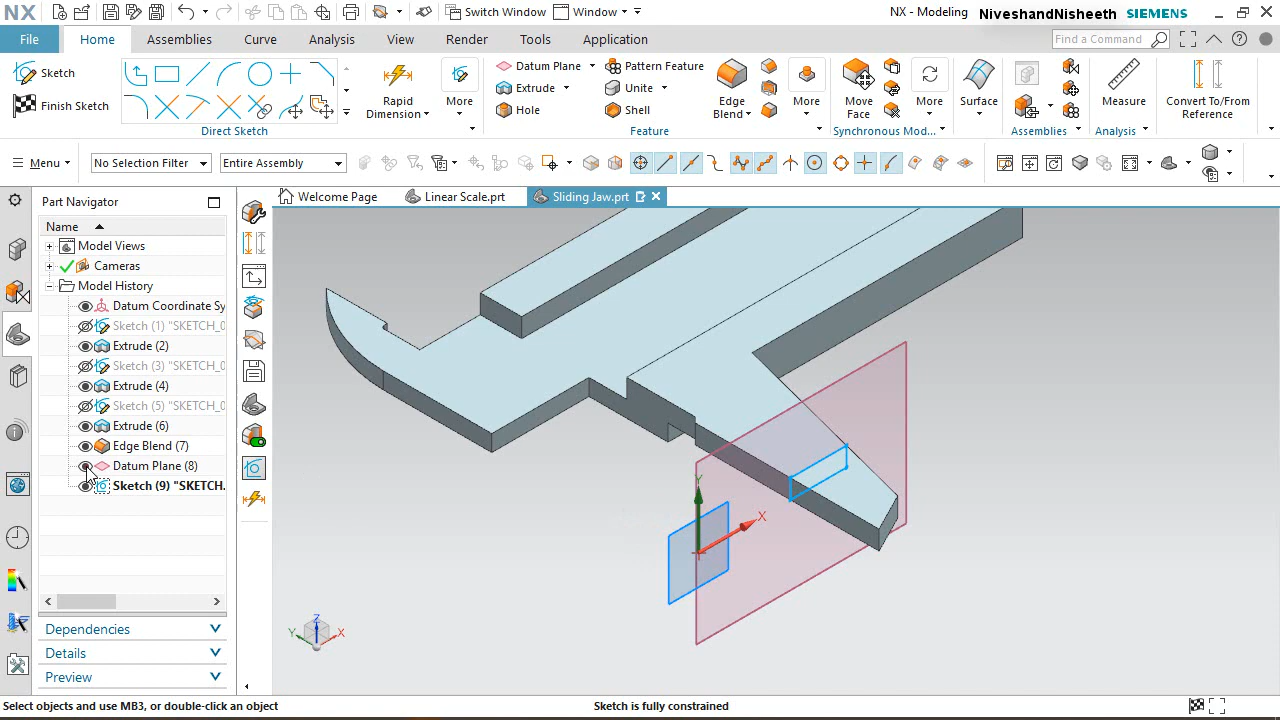 NX
Switch Window
Window
NX - Modeling
NiveshandNisheeth
SIEMENS
File
Home
Assemblies
Curve
Analysis
View
Render
Tools
Application
Find a Command
Sketch
Finish Sketch
Direct Sketch
Rapid
Dimension
More
Datum Plane
Extrude
Hole
Pattern Feature
Unite
Shell
Edge
Blend
More
Feature
Move
Face
More
Synchronous Mod...
Surface
Assemblies
Measure
Analysis
Convert To/From
Reference
Menu
No Selection Filter
Entire Assembly
Part Navigator
Welcome Page
Linear Scale.prt
Sliding Jaw.prt
Name
Model Views
Cameras
Model History
Datum Coordinate Sy
Sketch (1) "SKETCH_0
Extrude (2)
Sketch (3) "SKETCH_0
Extrude (4)
Sketch (5) "SKETCH_0
Extrude (6)
Edge Blend (7)
Datum Plane (8)
Sketch (9) "SKETCH.
Y
X
Z
Y
X
Dependencies
Details
Preview
Select objects and use MB3, or double-click an object
Sketch is fully constrained